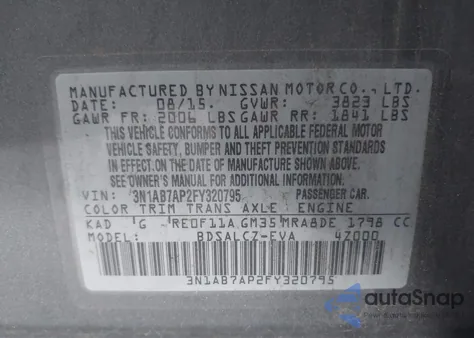 MANUFACTURED BY NISSAN MOTOR CO., LTD.
DATE: 08/15. GVWR: 3823 LBS
GAWR FR: 2006 LBS GAWR RR: 1841 LBS
THIS VEHICLE CONFORMS TO ALL APPLICABLE FEDERAL MOTOR
VEHICLE SAFETY, BUMPER AND THEFT PREVENTION STANDARDS
IN EFFECT ON THE DATE OF MANUFACTURE SHOWN ABOVE.
SEE OWNER'S MANUAL FOR ADDITIONAL INFORMATION
VIN: 3N1AB7AP2FY320795 PASSENGER CAR.
COLOR TRIM TRANS AXLE: ENGINE
KAD G RE0F11A GM35 MRA8DE 1798 CC
MODEL: BDSALCZ-EVA 4Z000
3N1AB7AP2FY320795
autoSnap